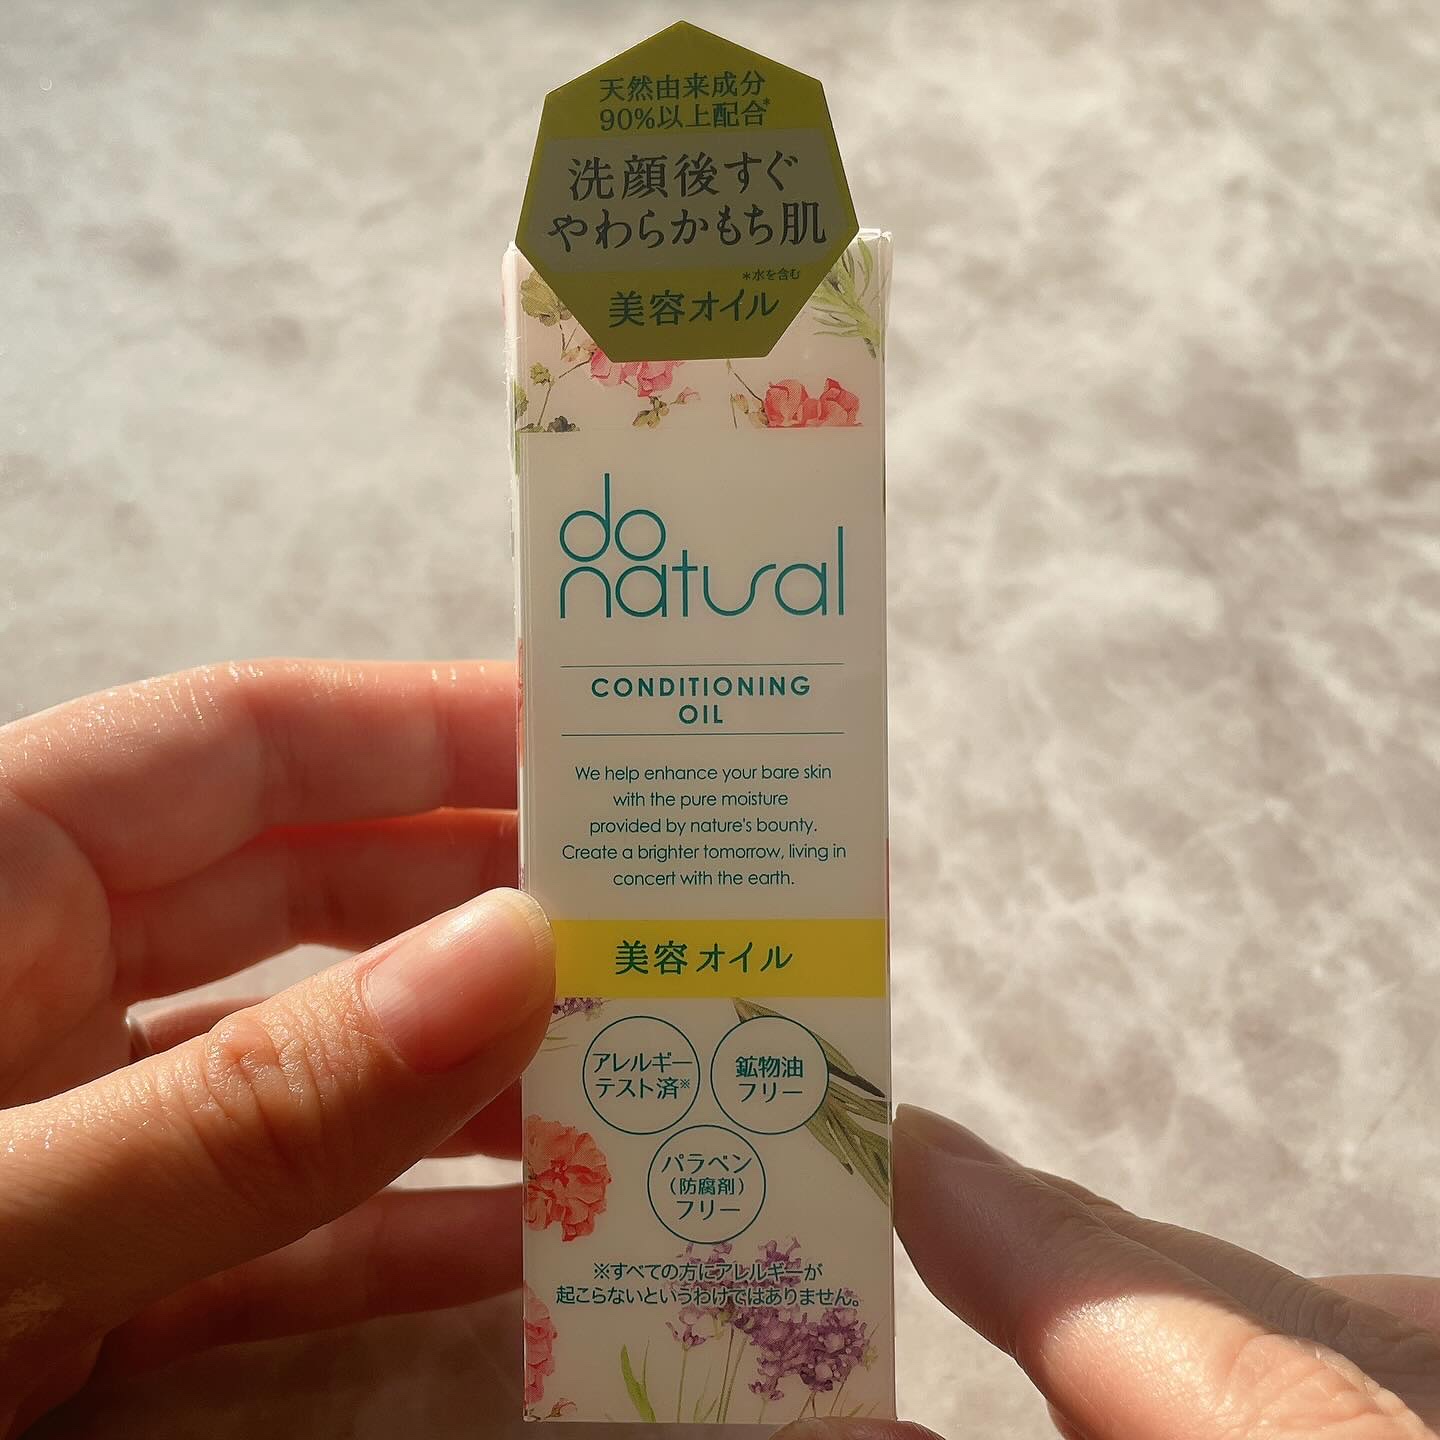 天然由来成分
90%以上配合*
洗顔後すぐ
やわらかもち肌
*水を含む
美容オイル
do
natural
CONDITIONING
OIL
We help enhance your bare skin
with the pure moisture
provided by nature's bounty.
Create a brighter tomorrow, living in
concert with the earth.
美容オイル
アレルギー
テスト済※
鉱物油
フリー
パラベン
(防腐剤)
フリー
※すべての方にアレルギーが
起こらないというわけではありません。